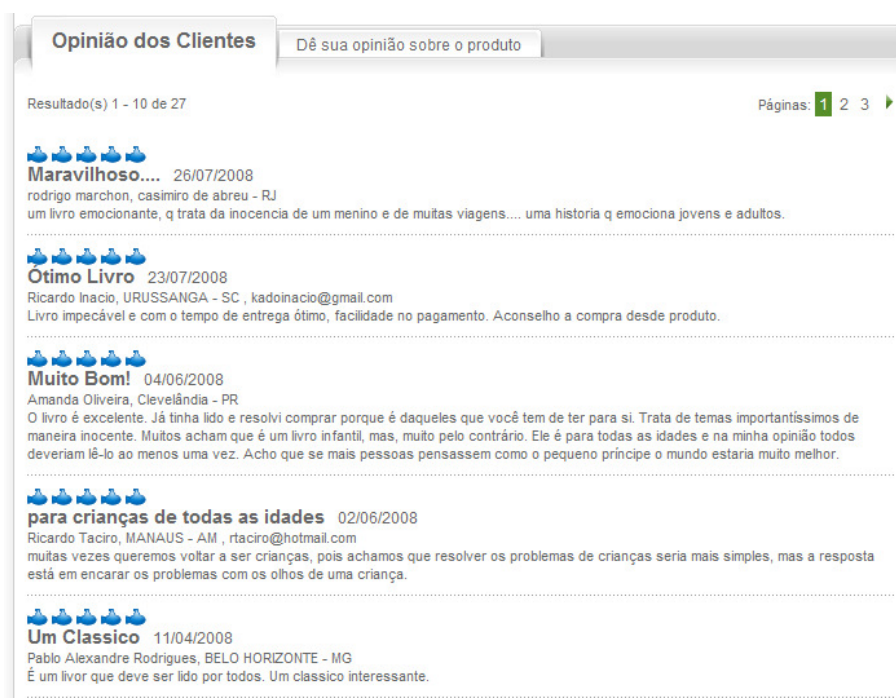 Opinião dos Clientes
Dê sua opinião sobre o produto
Resultado(s) 1 - 10 de 27
Páginas: 1 2 3
Maravilhoso.... 26/07/2008
rodrigo marchon, casimiro de abreu - RJ
um livro emocionante, q trata da inocencia de um menino e de muitas viagens.... uma historia q emociona jovens e adultos.
Ótimo Livro 23/07/2008
Ricardo Inacio, URUSSANGA - SC , kadoinacio@gmail.com
Livro impecável e com o tempo de entrega ótimo, facilidade no pagamento. Aconselho a compra desde produto.
Muito Bom! 04/06/2008
Amanda Oliveira, Clevelândia - PR
O livro é excelente. Já tinha lido e resolvi comprar porque é daqueles que você tem de ter para si. Trata de temas importantíssimos de
maneira inocente. Muitos acham que é um livro infantil, mas, muito pelo contrário. Ele é para todas as idades e na minha opinião todos
deveriam lê-lo ao menos uma vez. Acho que se mais pessoas pensassem como o pequeno príncipe o mundo estaria muito melhor.
para crianças de todas as idades 02/06/2008
Ricardo Taciro, MANAUS - AM , rtaciro@hotmail.com
muitas vezes queremos voltar a ser crianças, pois achamos que resolver os problemas de crianças seria mais simples, mas a resposta
está em encarar os problemas com os olhos de uma criança.
Um Classico 11/04/2008
Pablo Alexandre Rodrigues, BELO HORIZONTE - MG
É um livor que deve ser lido por todos. Um classico interessante.